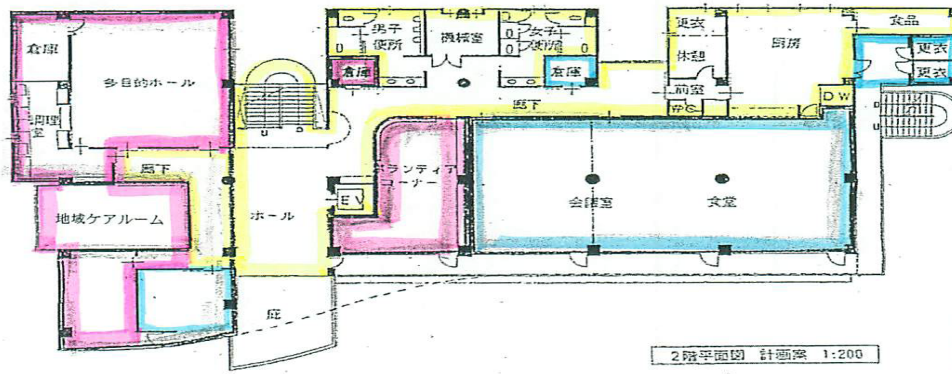 倉庫
多目的ホール
調理室
廊下
地域ケアルーム
男子
便所
機械室
女子
便所
倉庫
倉庫
廊下
ホール
EV
ボランティア
コーナー
会議室
食堂
更衣
休憩
前室
WC
厨房
食品
更衣
更衣
DW
庇
2階平面図 計画案 1:200